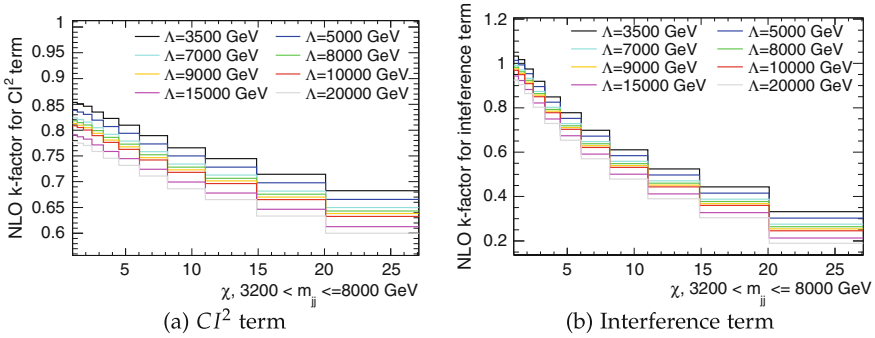 NLO k-factor for CI² term
1
0.95
0.9
0.85
0.8
0.75
0.7
0.65
0.6
Λ=3500 GeV Λ=5000 GeV
Λ=7000 GeV Λ=8000 GeV
Λ=9000 GeV Λ=10000 GeV
Λ=15000 GeV Λ=20000 GeV
5 10 15 20 25
χ, 3200 < m_jj <=8000 GeV
(a) CI² term
NLO k-factor for inteference term
1.2
1
0.8
0.6
0.4
0.2
Λ=3500 GeV Λ=5000 GeV
Λ=7000 GeV Λ=8000 GeV
Λ=9000 GeV Λ=10000 GeV
Λ=15000 GeV Λ=20000 GeV
5 10 15 20 25
χ, 3200 < m_jj <= 8000 GeV
(b) Interference term